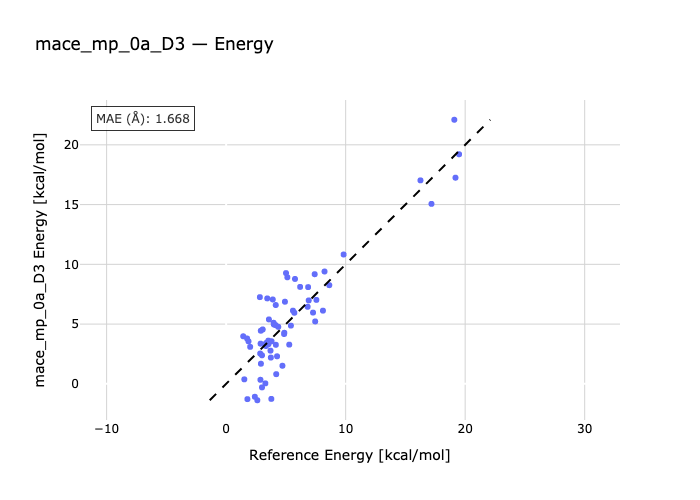 mace_mp_0a_D3 — Energy
MAE (Å): 1.668
mace_mp_0a_D3 Energy [kcal/mol]
20
15
10
5
0
−10
0
10
20
30
Reference Energy [kcal/mol]